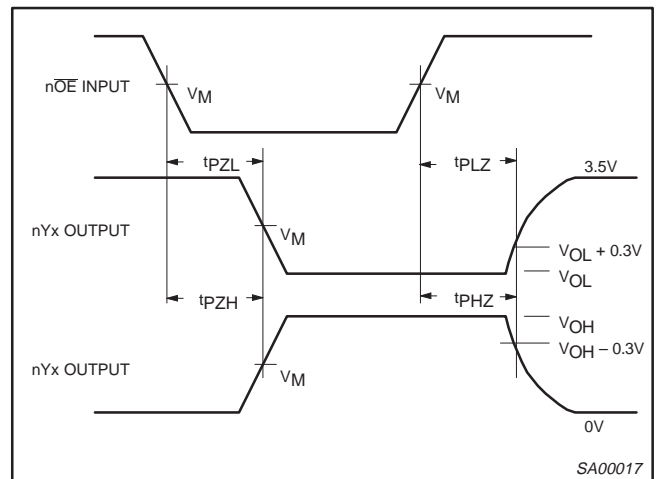 nOE INPUT
VM
VM
tPZL
tPLZ
3.5V
nYx OUTPUT
VM
VOL + 0.3V
VOL
tPZH
tPHZ
VOH
VOH – 0.3V
nYx OUTPUT
VM
0V
SA00017